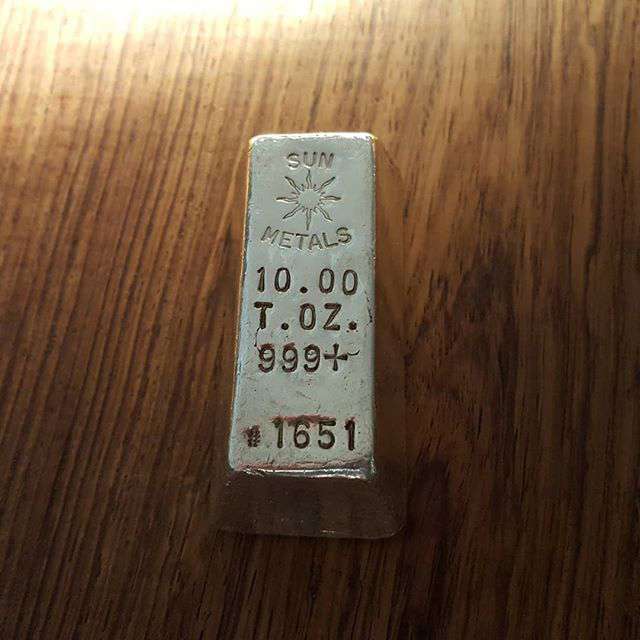 SUN
METALS
10.00
T.OZ.
999+
#1651